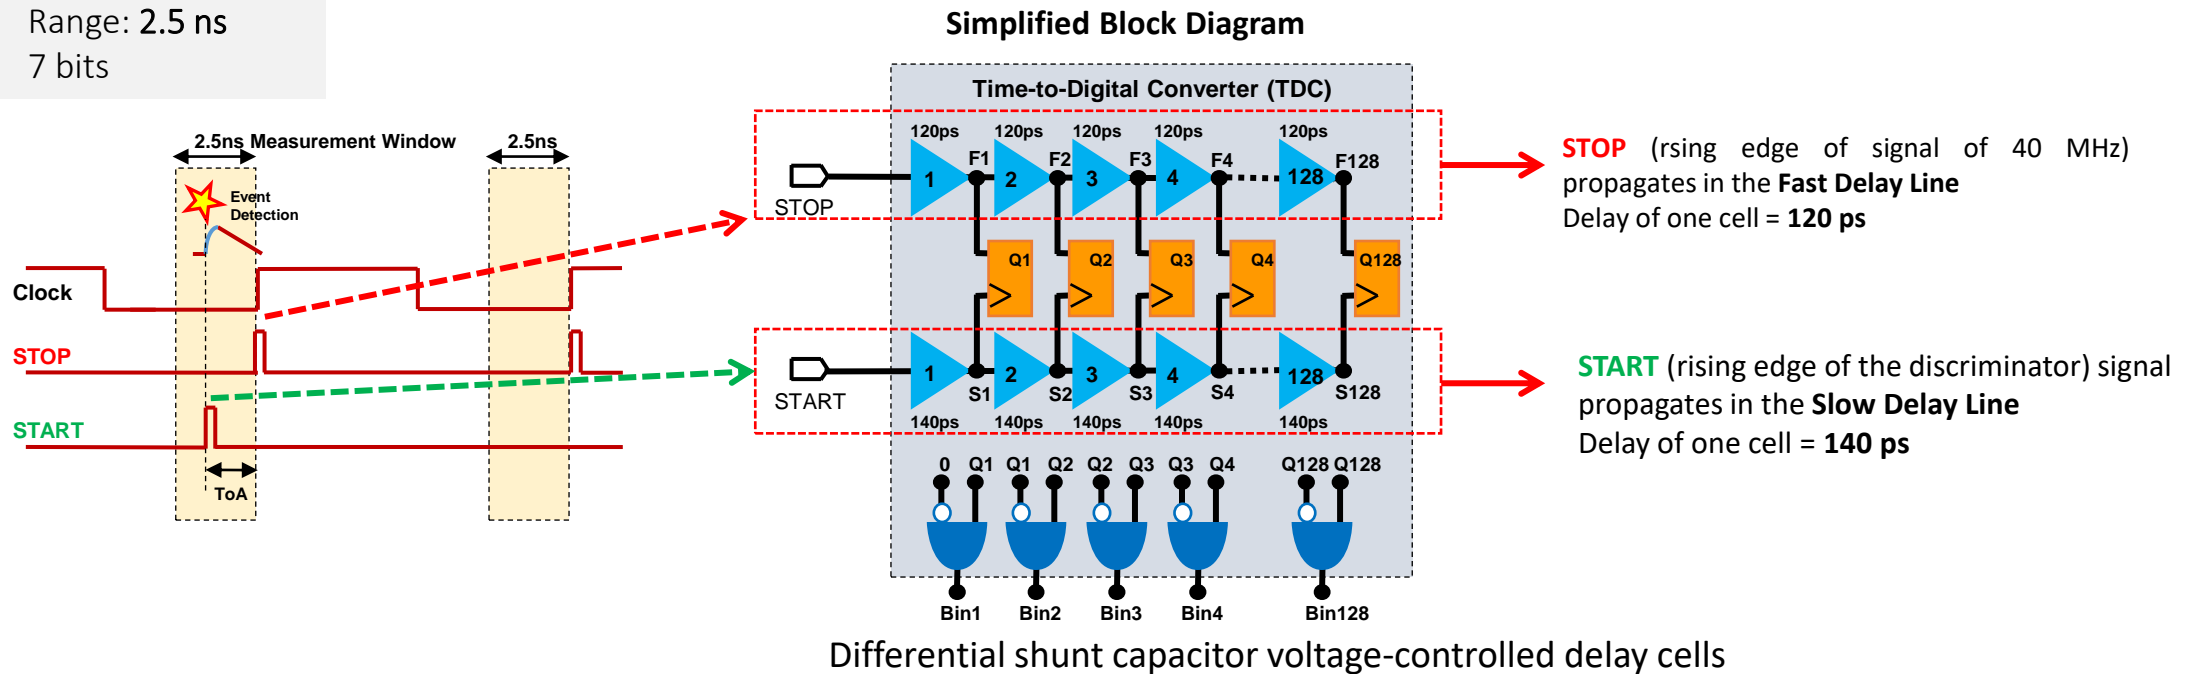 Range: 2.5 ns
7 bits
Simplified Block Diagram
Time-to-Digital Converter (TDC)
2.5ns Measurement Window
2.5ns
Event
Detection
Clock
STOP
START
ToA
120ps 120ps 120ps 120ps 120ps
F1 F2 F3 F4 F128
1 2 3 4 128
STOP
Q1 Q2 Q3 Q4 Q128
START
1 2 3 4 128
S1 S2 S3 S4 S128
140ps 140ps 140ps 140ps 140ps
0 Q1 Q1 Q2 Q2 Q3 Q3 Q4 Q128 Q128
Bin1 Bin2 Bin3 Bin4 Bin128
STOP (rsing edge of signal of 40 MHz)
propagates in the Fast Delay Line
Delay of one cell = 120 ps
START (rising edge of the discriminator) signal
propagates in the Slow Delay Line
Delay of one cell = 140 ps
Differential shunt capacitor voltage-controlled delay cells